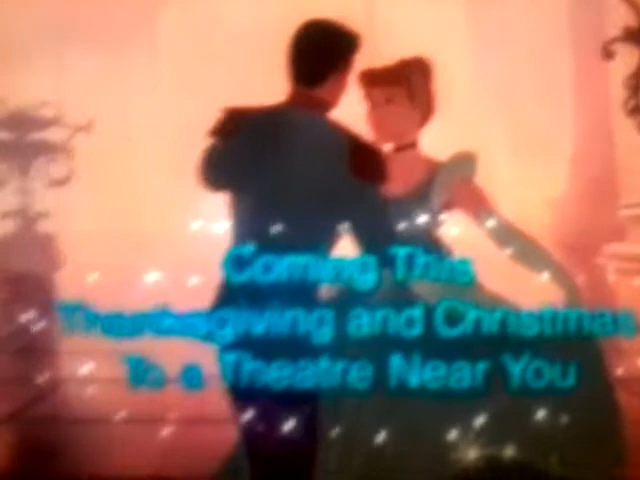 Coming This
Thanksgiving and Christmas
To a Theatre Near You